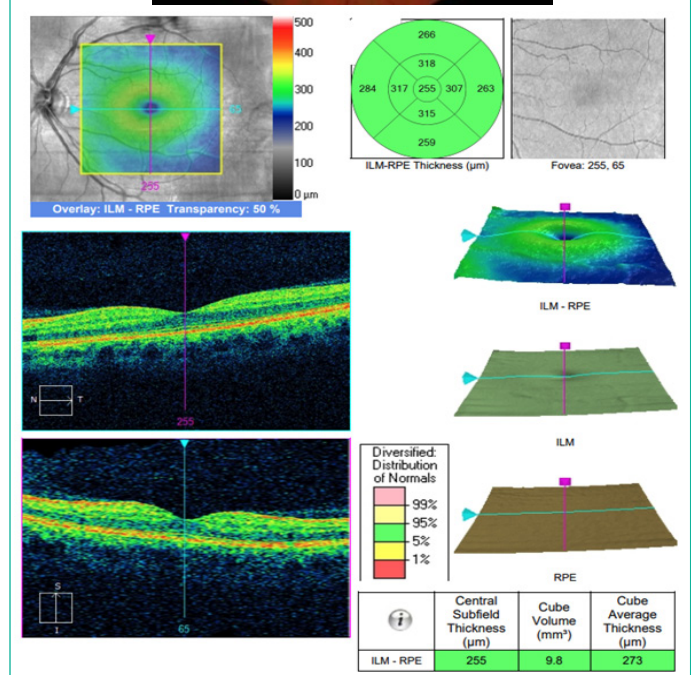 500
400
300
200
100
0 µm
255
65
Overlay: ILM - RPE Transparency: 50 %
266
318
284 317 255 307 263
315
259
ILM-RPE Thickness (µm)
Fovea: 255, 65
ILM - RPE
ILM
RPE
N T
255
S
I
65
Diversified:
Distribution
of Normals
99%
95%
5%
1%
i
Central
Subfield
Thickness
(µm)
Cube
Volume
(mm³)
Cube
Average
Thickness
(µm)
ILM - RPE 255 9.8 273